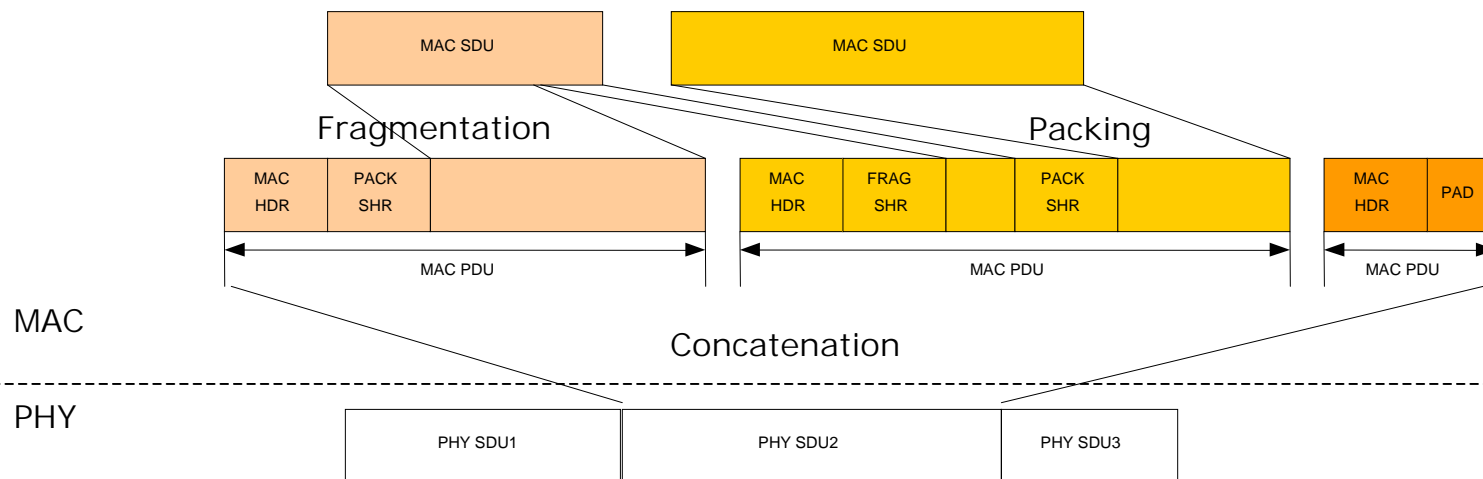 MAC SDU
MAC SDU
Fragmentation
Packing
MAC
HDR
PACK
SHR
MAC
HDR
FRAG
SHR
PACK
SHR
MAC
HDR
PAD
MAC PDU
MAC PDU
MAC PDU
MAC
Concatenation
PHY
PHY SDU1
PHY SDU2
PHY SDU3